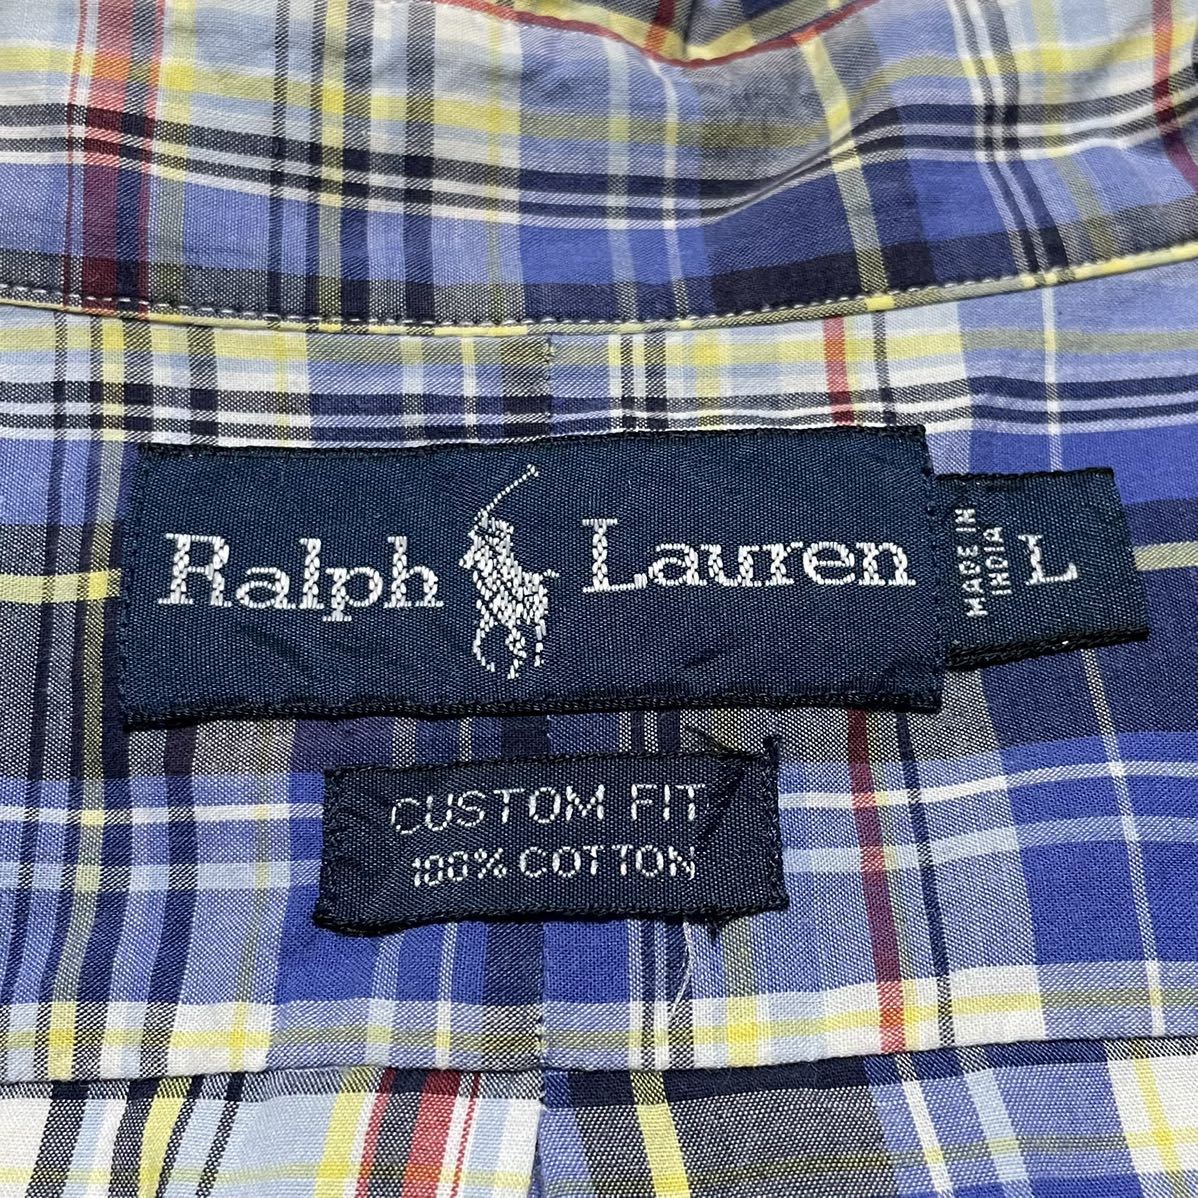 Ralph Lauren
MADE IN
INDIA
L
CUSTOM FIT
100% COTTON